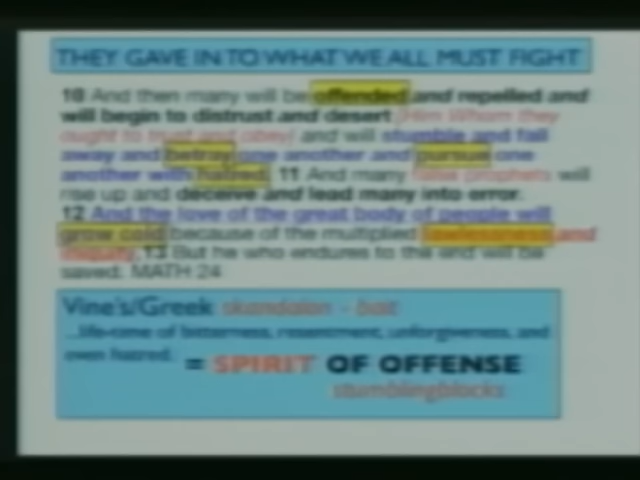 THEY GAVE IN TO WHAT WE ALL MUST FIGHT
10 And then many will be offended and repelled and
will begin to distrust and desert [Him Whom they
ought to trust and obey] and will stumble and fall
away and betray one another and pursue one
another with hatred. 11 And many false prophets will
rise up and deceive and lead many into error.
12 And the love of the great body of people will
grow cold because of the multiplied lawlessness and
iniquity, 13 But he who endures to the end will be
saved. MATH 24
Vine's/Greek skandalon - bait
...life-time of bitterness, resentment, unforgiveness, and
even hatred.
= SPIRIT OF OFFENSE
stumblingblocks